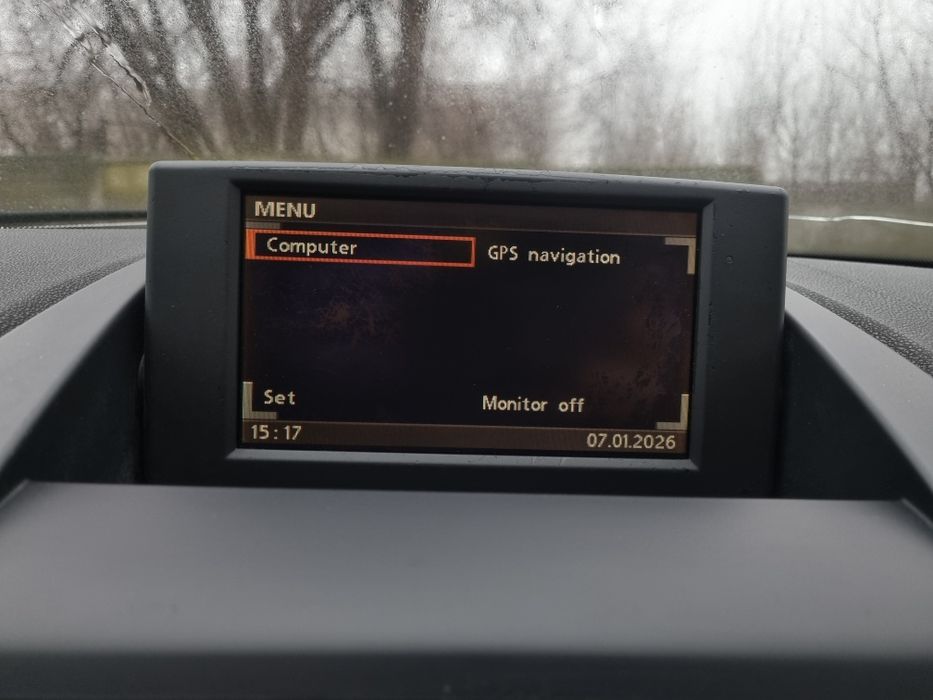 MENU
Computer GPS navigation
Set Monitor off
15:17 07.01.2026